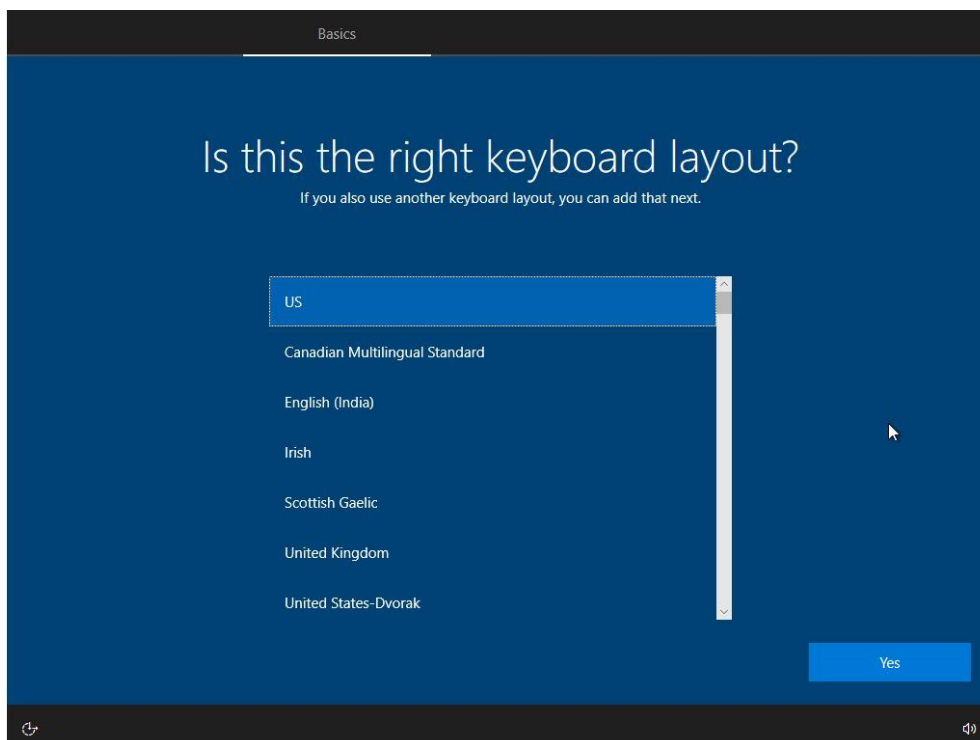 Basics
Is this the right keyboard layout?
If you also use another keyboard layout, you can add that next.
US
Canadian Multilingual Standard
English (India)
Irish
Scottish Gaelic
United Kingdom
United States-Dvorak
Yes